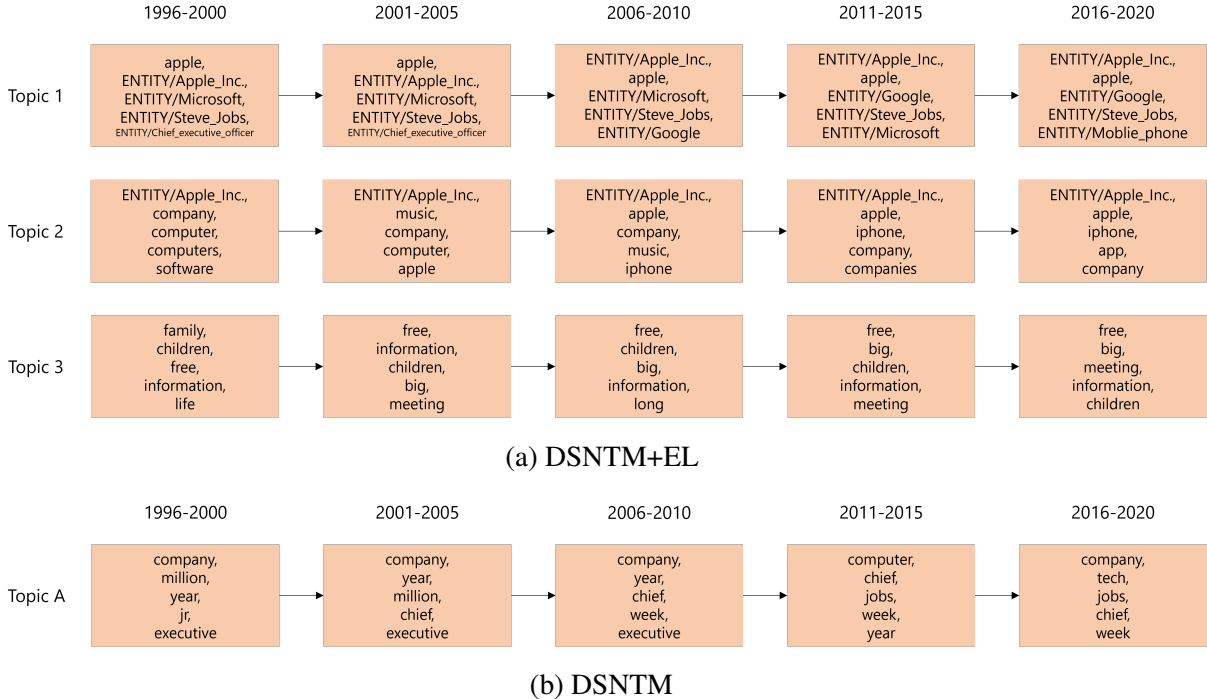 1996-2000
2001-2005
2006-2010
2011-2015
2016-2020
Topic 1
apple,
ENTITY/Apple_Inc.,
ENTITY/Microsoft,
ENTITY/Steve_Jobs,
ENTITY/Chief_executive_officer
apple,
ENTITY/Apple_Inc.,
ENTITY/Microsoft,
ENTITY/Steve_Jobs,
ENTITY/Chief_executive_officer
ENTITY/Apple_Inc.,
apple,
ENTITY/Microsoft,
ENTITY/Steve_Jobs,
ENTITY/Google
ENTITY/Apple_Inc.,
apple,
ENTITY/Google,
ENTITY/Steve_Jobs,
ENTITY/Microsoft
ENTITY/Apple_Inc.,
apple,
ENTITY/Google,
ENTITY/Steve_Jobs,
ENTITY/Moblie_phone
Topic 2
ENTITY/Apple_Inc.,
company,
computer,
computers,
software
ENTITY/Apple_Inc.,
music,
company,
computer,
apple
ENTITY/Apple_Inc.,
apple,
company,
music,
iphone
ENTITY/Apple_Inc.,
apple,
iphone,
company,
companies
ENTITY/Apple_Inc.,
apple,
iphone,
app,
company
Topic 3
family,
children,
free,
information,
life
free,
information,
children,
big,
meeting
free,
children,
big,
information,
long
free,
big,
children,
information,
meeting
free,
big,
meeting,
information,
children
(a) DSNTM+EL
1996-2000
2001-2005
2006-2010
2011-2015
2016-2020
Topic A
company,
million,
year,
jr,
executive
company,
year,
million,
chief,
executive
company,
year,
chief,
week,
executive
computer,
chief,
jobs,
week,
year
company,
tech,
jobs,
chief,
week
(b) DSNTM